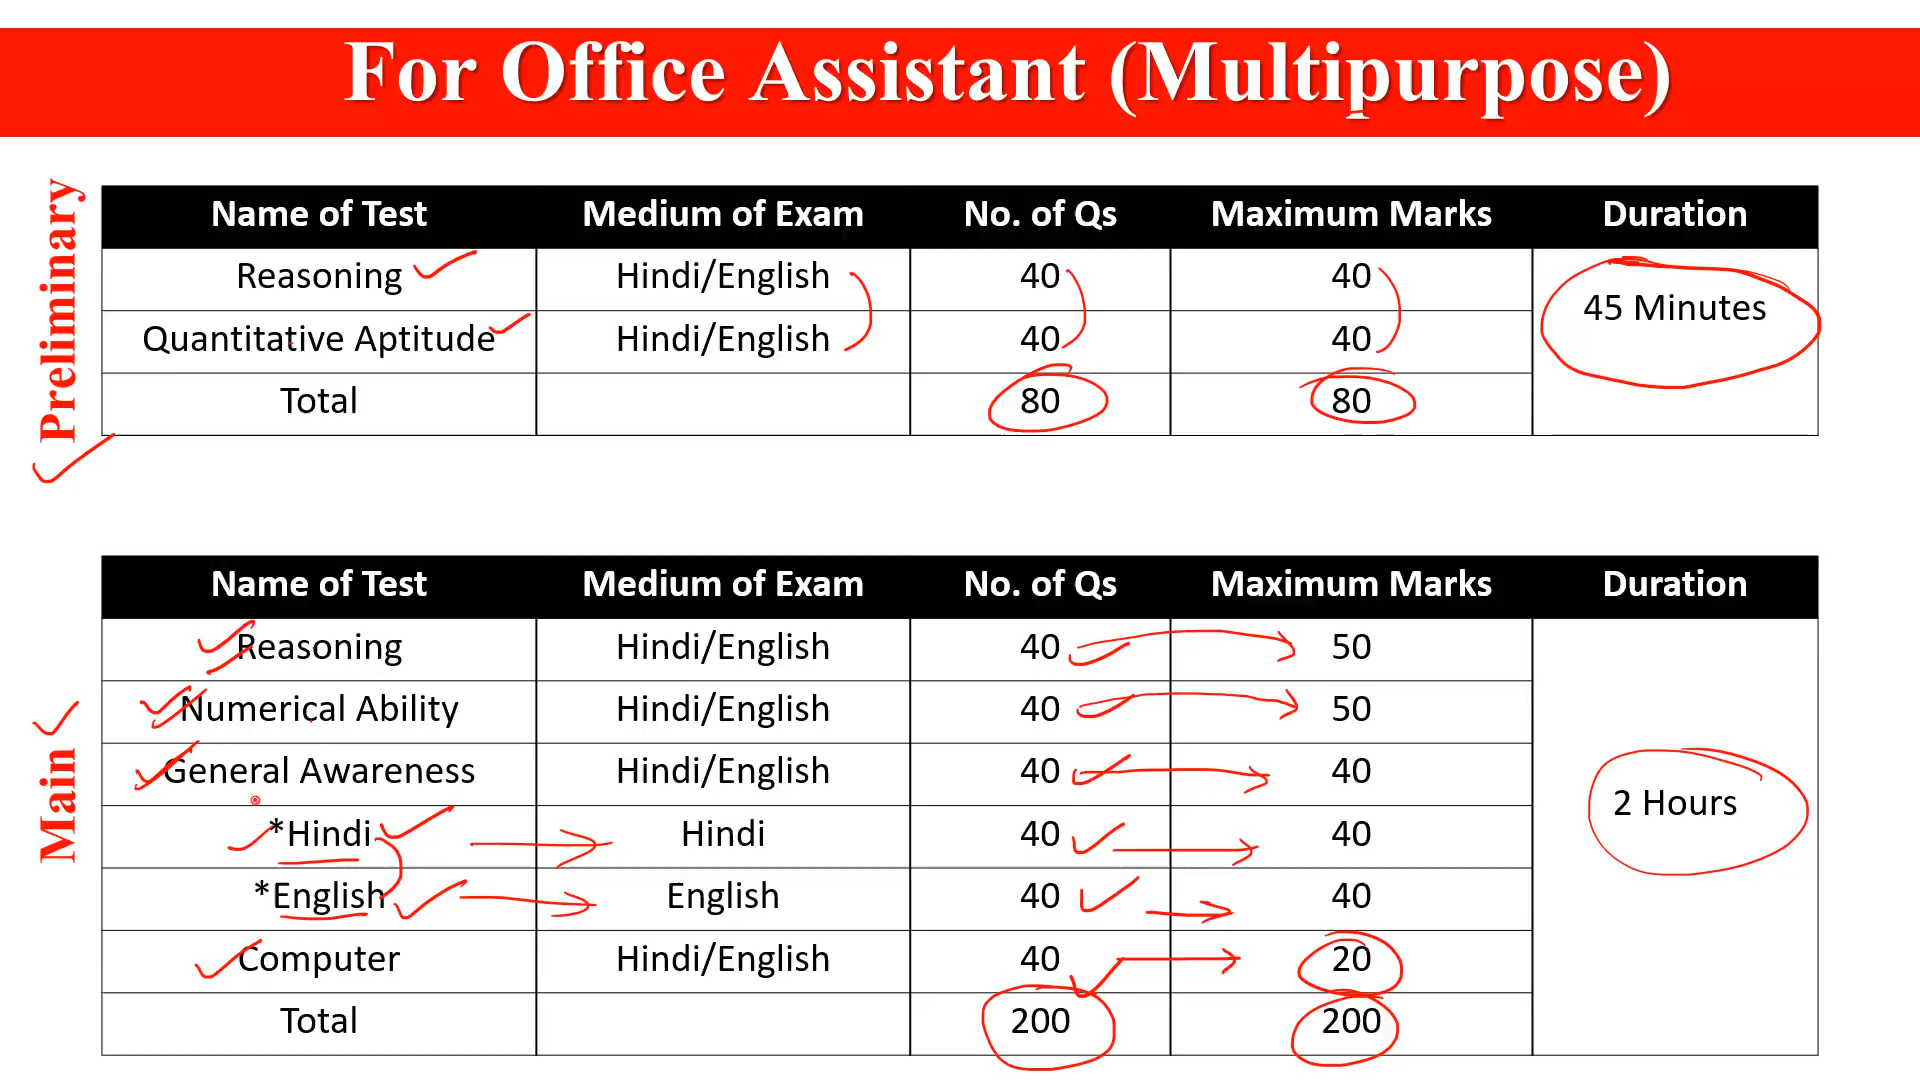 For Office Assistant (Multipurpose)
Preliminary
Name of Test Medium of Exam No. of Qs Maximum Marks Duration
Reasoning Hindi/English 40 40 45 Minutes
Quantitative Aptitude Hindi/English 40 40
Total 80 80
Main
Name of Test Medium of Exam No. of Qs Maximum Marks Duration
Reasoning Hindi/English 40 50
Numerical Ability Hindi/English 40 50
General Awareness Hindi/English 40 40 2 Hours
*Hindi Hindi 40 40
*English English 40 40
Computer Hindi/English 40 20
Total 200 200